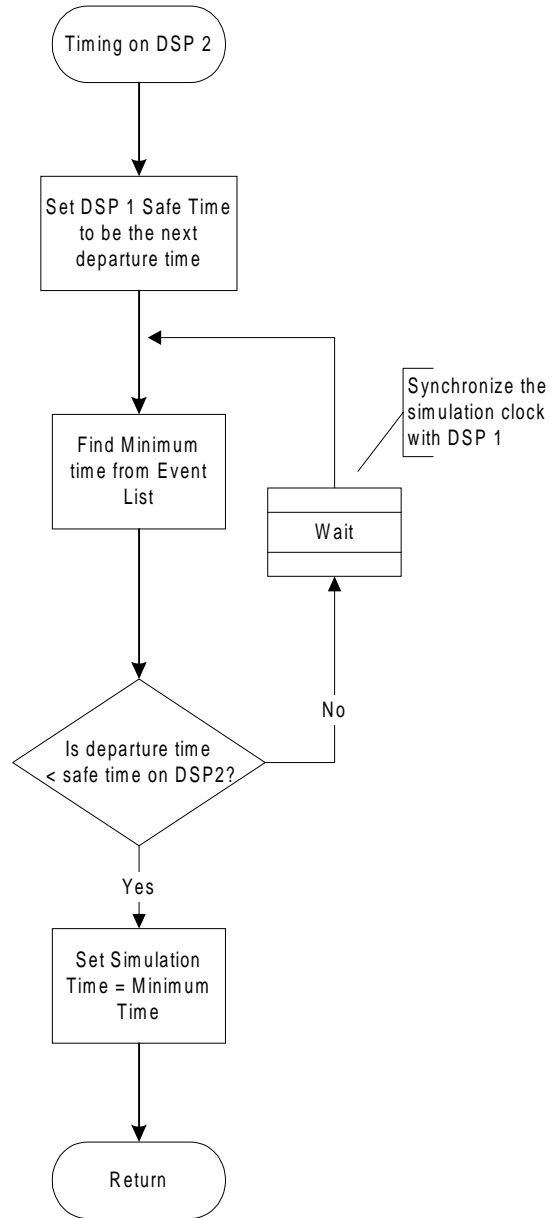 Timing on DSP 2
Set DSP 1 Safe Time
to be the next
departure time
Synchronize the
simulation clock
with DSP 1
Find Minimum
time from Event
List
Wait
No
Is departure time
< safe time on DSP2?
Yes
Set Simulation
Time = Minimum
Time
Return